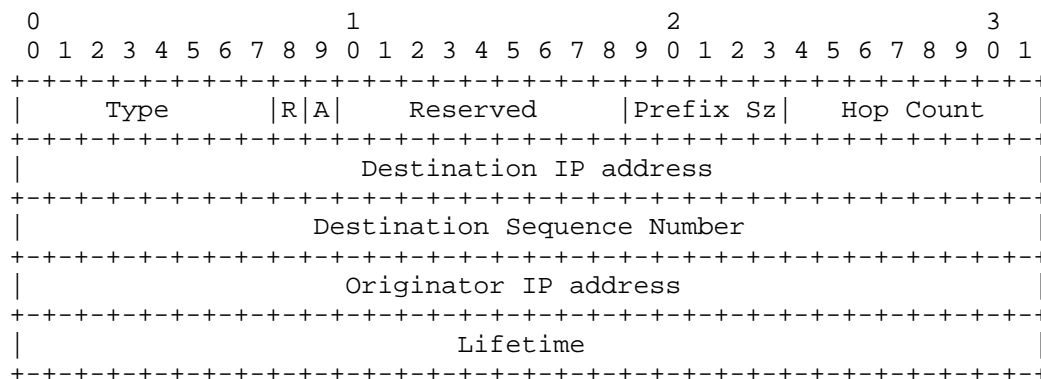 0                   1                   2                   3
0 1 2 3 4 5 6 7 8 9 0 1 2 3 4 5 6 7 8 9 0 1 2 3 4 5 6 7 8 9 0 1
+-+-+-+-+-+-+-+-+-+-+-+-+-+-+-+-+-+-+-+-+-+-+-+-+-+-+-+-+-+-+-+-+
|     Type      |R|A|    Reserved     |Prefix Sz|   Hop Count   |
+-+-+-+-+-+-+-+-+-+-+-+-+-+-+-+-+-+-+-+-+-+-+-+-+-+-+-+-+-+-+-+-+
|                     Destination IP address                    |
+-+-+-+-+-+-+-+-+-+-+-+-+-+-+-+-+-+-+-+-+-+-+-+-+-+-+-+-+-+-+-+-+
|                  Destination Sequence Number                  |
+-+-+-+-+-+-+-+-+-+-+-+-+-+-+-+-+-+-+-+-+-+-+-+-+-+-+-+-+-+-+-+-+
|                    Originator IP address                      |
+-+-+-+-+-+-+-+-+-+-+-+-+-+-+-+-+-+-+-+-+-+-+-+-+-+-+-+-+-+-+-+-+
|                           Lifetime                            |
+-+-+-+-+-+-+-+-+-+-+-+-+-+-+-+-+-+-+-+-+-+-+-+-+-+-+-+-+-+-+-+-+